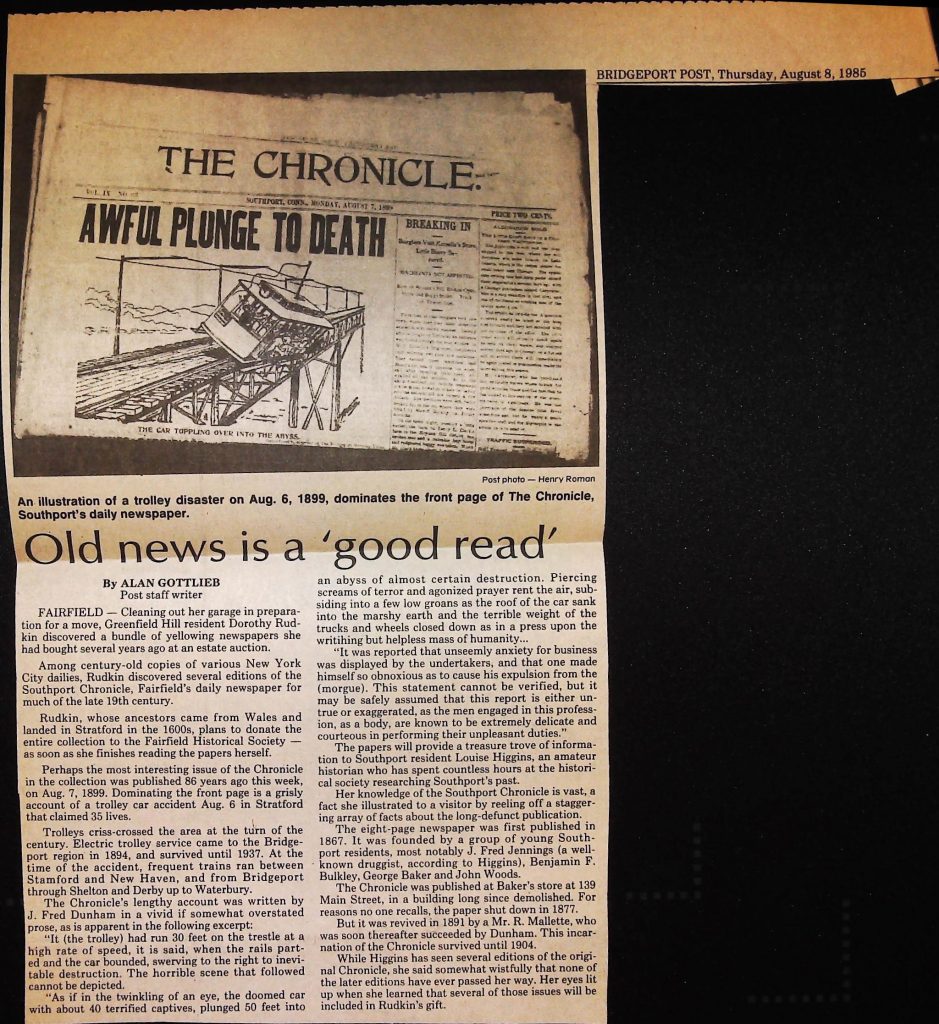 BRIDGEPORT POST, Thursday, August 8, 1985
THE CHRONICLE.
VOL. IX
SOUTHPORT, CONN., MONDAY, AUGUST 7, 1899
PRICE TWO CENTS.
AWFUL PLUNGE TO DEATH
BREAKING IN
THE CAR TOPPLING OVER INTO THE ABYSS.
TRAFFIC SUSPENDED.
Post photo — Henry Roman
An illustration of a trolley disaster on Aug. 6, 1899, dominates the front page of The Chronicle,
Southport's daily newspaper.
Old news is a 'good read'
By ALAN GOTTLIEB
Post staff writer
FAIRFIELD — Cleaning out her garage in prepara-
tion for a move, Greenfield Hill resident Dorothy Rud-
kin discovered a bundle of yellowing newspapers she
had bought several years ago at an estate auction.
Among century-old copies of various New York
City dailies, Rudkin discovered several editions of the
Southport Chronicle, Fairfield's daily newspaper for
much of the late 19th century.
Rudkin, whose ancestors came from Wales and
landed in Stratford in the 1600s, plans to donate the
entire collection to the Fairfield Historical Society —
as soon as she finishes reading the papers herself.
Perhaps the most interesting issue of the Chronicle
in the collection was published 86 years ago this week,
on Aug. 7, 1899. Dominating the front page is a grisly
account of a trolley car accident Aug. 6 in Stratford
that claimed 35 lives.
Trolleys criss-crossed the area at the turn of the
century. Electric trolley service came to the Bridge-
port region in 1894, and survived until 1937. At the
time of the accident, frequent trains ran between
Stamford and New Haven, and from Bridgeport
through Shelton and Derby up to Waterbury.
The Chronicle's lengthy account was written by
J. Fred Dunham in a vivid if somewhat overstated
prose, as is apparent in the following excerpt:
"It (the trolley) had run 30 feet on the trestle at a
high rate of speed, it is said, when the rails part-
ed and the car bounded, swerving to the right to inevi-
table destruction. The horrible scene that followed
cannot be depicted.
"As if in the twinkling of an eye, the doomed car
with about 40 terrified captives, plunged 50 feet into
an abyss of almost certain destruction. Piercing
screams of terror and agonized prayer rent the air, sub-
siding into a few low groans as the roof of the car sank
into the marshy earth and the terrible weight of the
trucks and wheels closed down as in a press upon the
writihing but helpless mass of humanity...
"It was reported that unseemly anxiety for business
was displayed by the undertakers, and that one made
himself so obnoxious as to cause his expulsion from the
(morgue). This statement cannot be verified, but it
may be safely assumed that this report is either un-
true or exaggerated, as the men engaged in this profess-
ion, as a body, are known to be extremely delicate and
courteous in performing their unpleasant duties."
The papers will provide a treasure trove of informa-
tion to Southport resident Louise Higgins, an amateur
historian who has spent countless hours at the histori-
cal society researching Southport's past.
Her knowledge of the Southport Chronicle is vast, a
fact she illustrated to a visitor by reeling off a stagger-
ing array of facts about the long-defunct publication.
The eight-page newspaper was first published in
1867. It was founded by a group of young South-
port residents, most notably J. Fred Jennings (a well-
known druggist, according to Higgins), Benjamin F.
Bulkley, George Baker and John Woods.
The Chronicle was published at Baker's store at 139
Main Street, in a building long since demolished. For
reasons no one recalls, the paper shut down in 1877.
But it was revived in 1891 by a Mr. R. Mallette, who
was soon thereafter succeeded by Dunham. This incar-
nation of the Chronicle survived until 1904.
While Higgins has seen several editions of the origi-
nal Chronicle, she said somewhat wistfully that none of
the later editions have ever passed her way. Her eyes lit
up when she learned that several of those issues will be
included in Rudkin's gift.